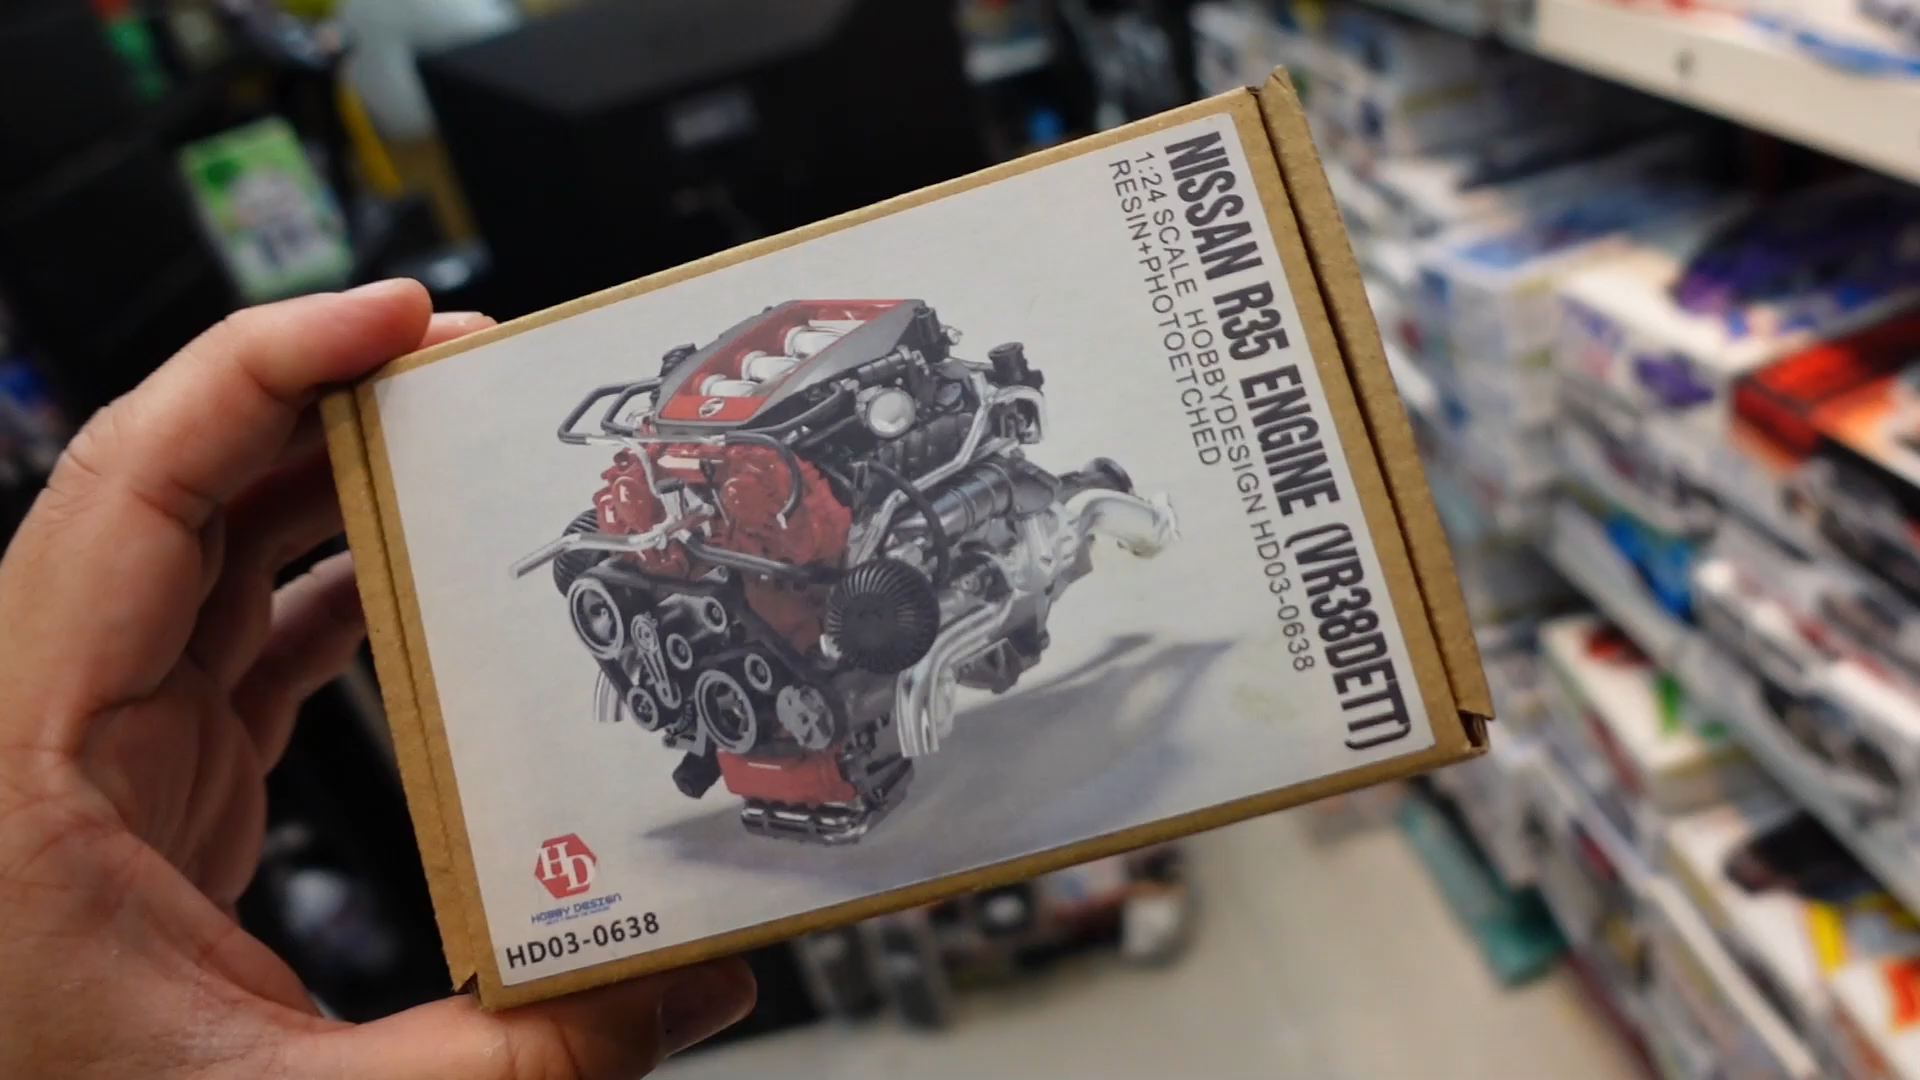 NISSAN R35 ENGINE (VR38DETT)
1:24 SCALE HOBBYDESIGN HD03-0638
RESIN+PHOTOETCHED
HD
HOBBY DESIGN
HD03-0638